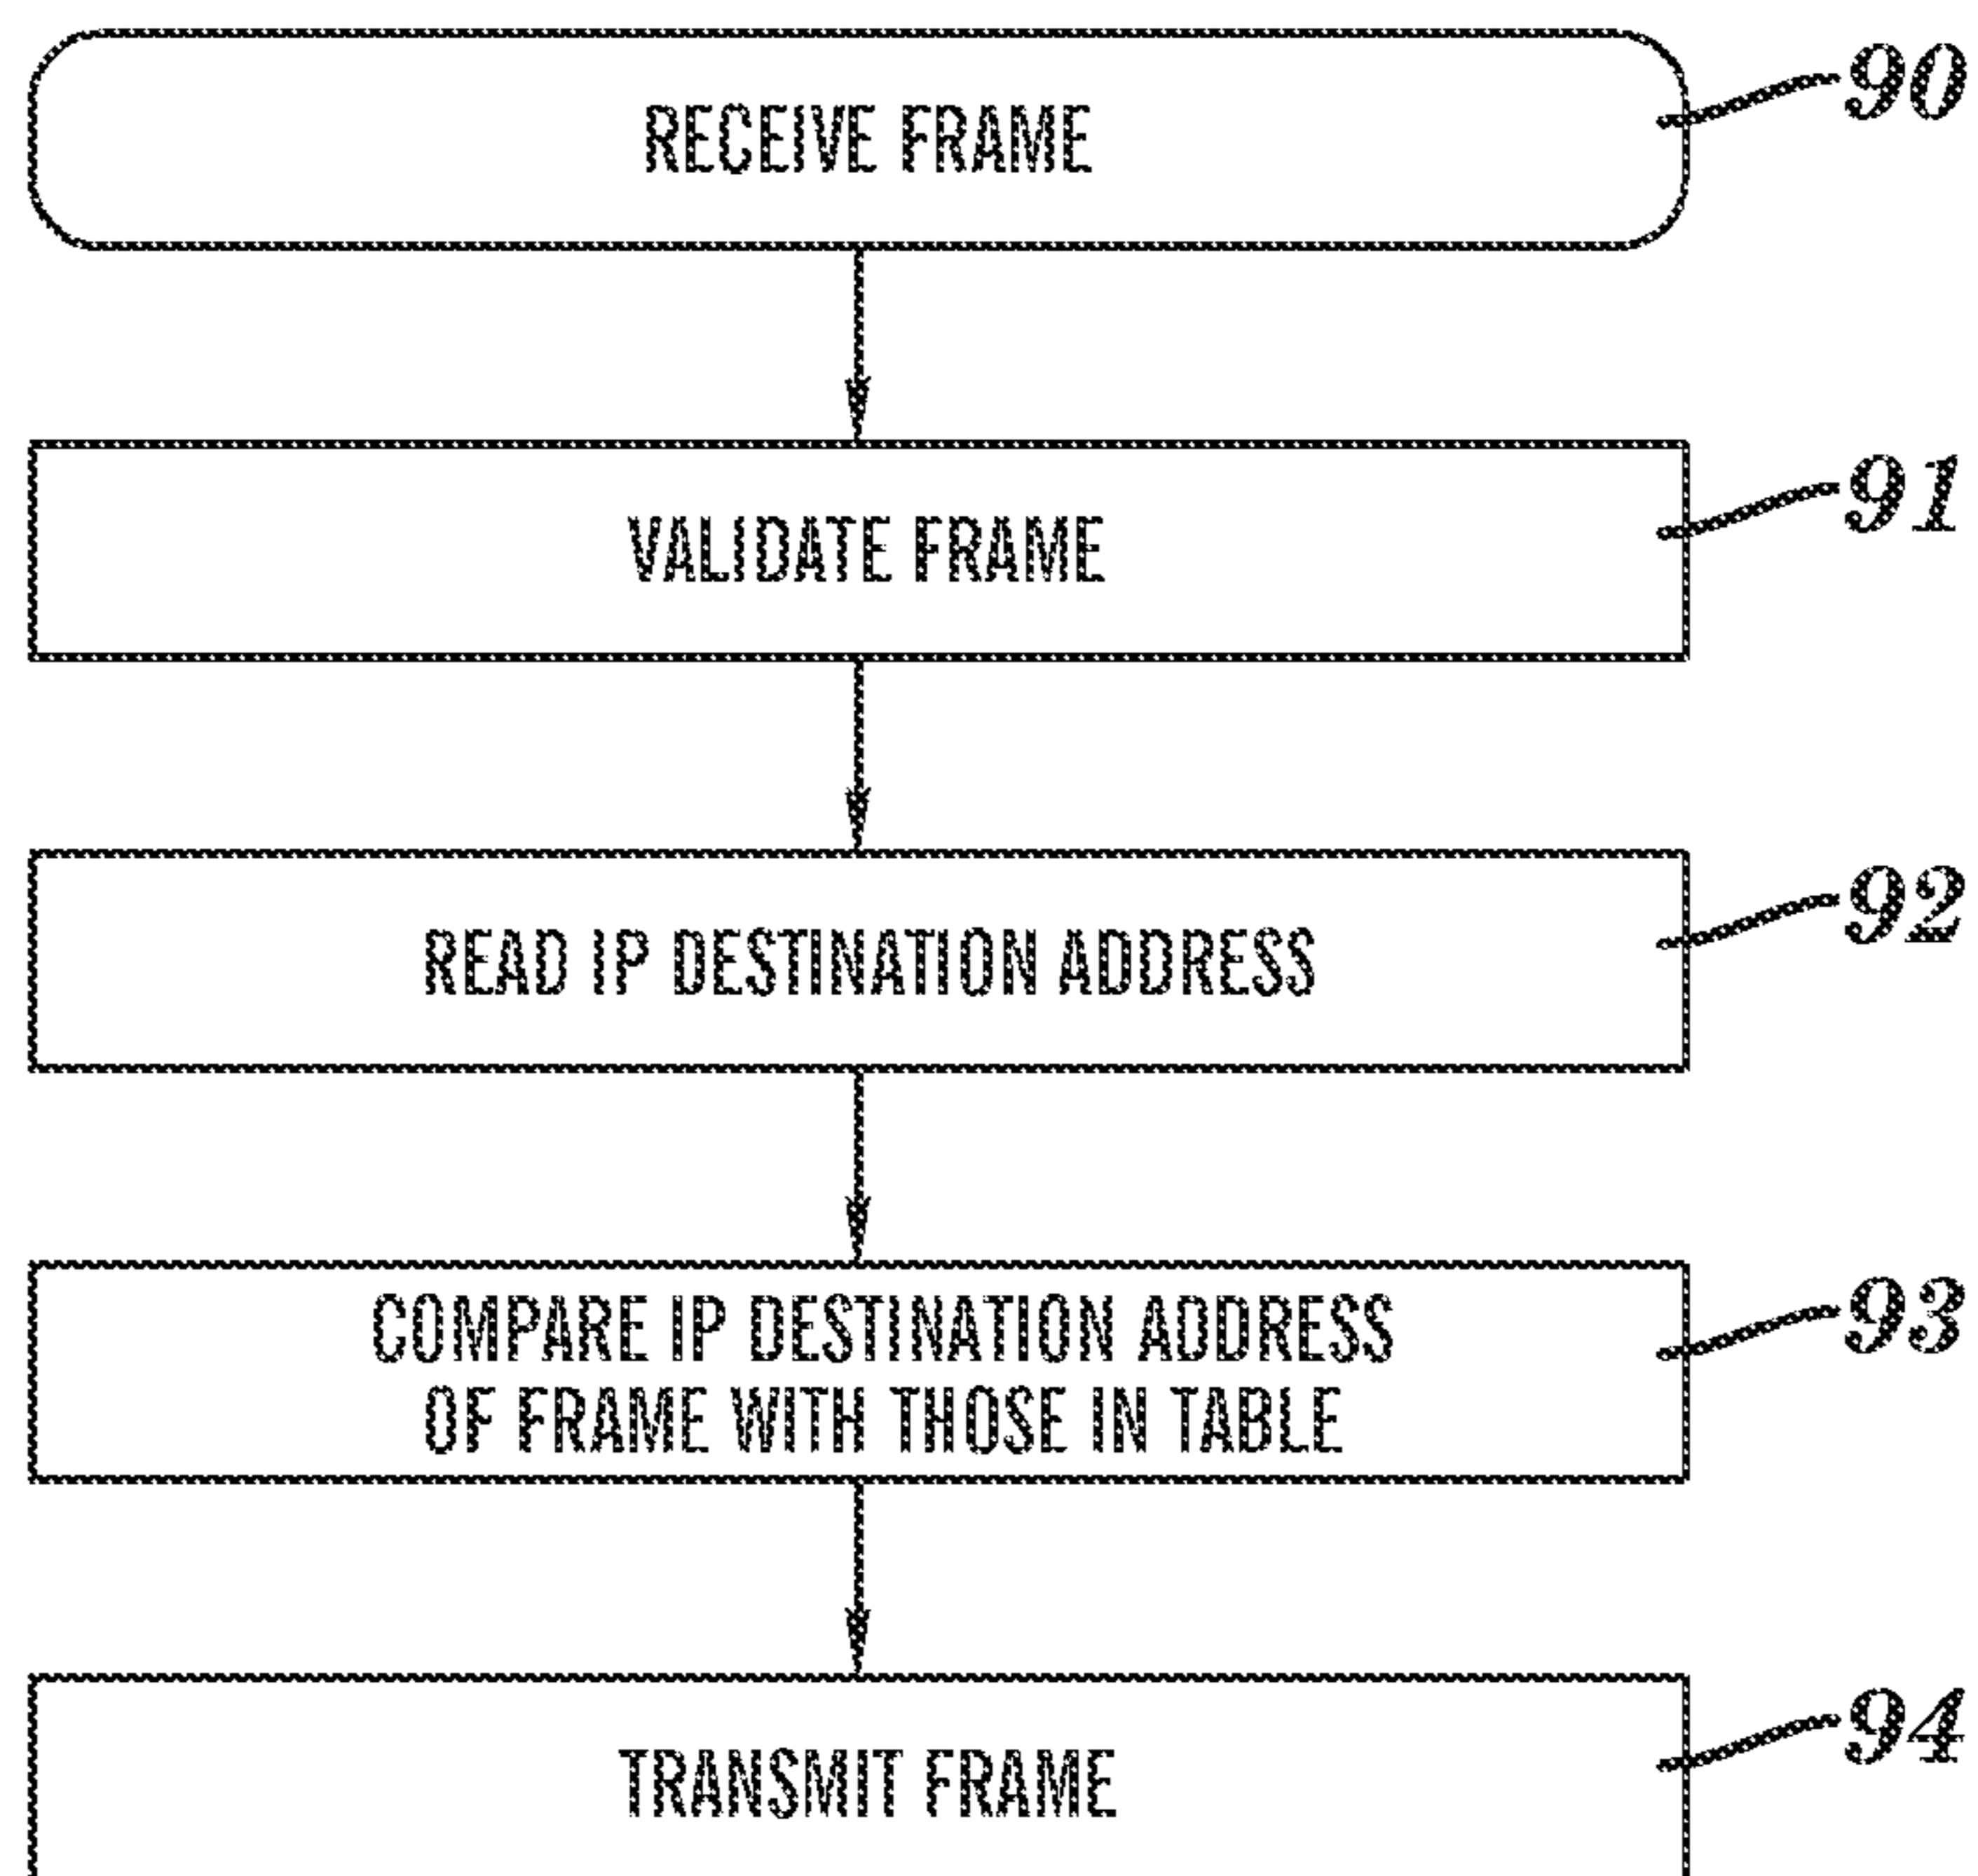 RECEIVE FRAME
90
VALIDATE FRAME
91
READ IP DESTINATION ADDRESS
92
COMPARE IP DESTINATION ADDRESS
OF FRAME WITH THOSE IN TABLE
93
TRANSMIT FRAME
94